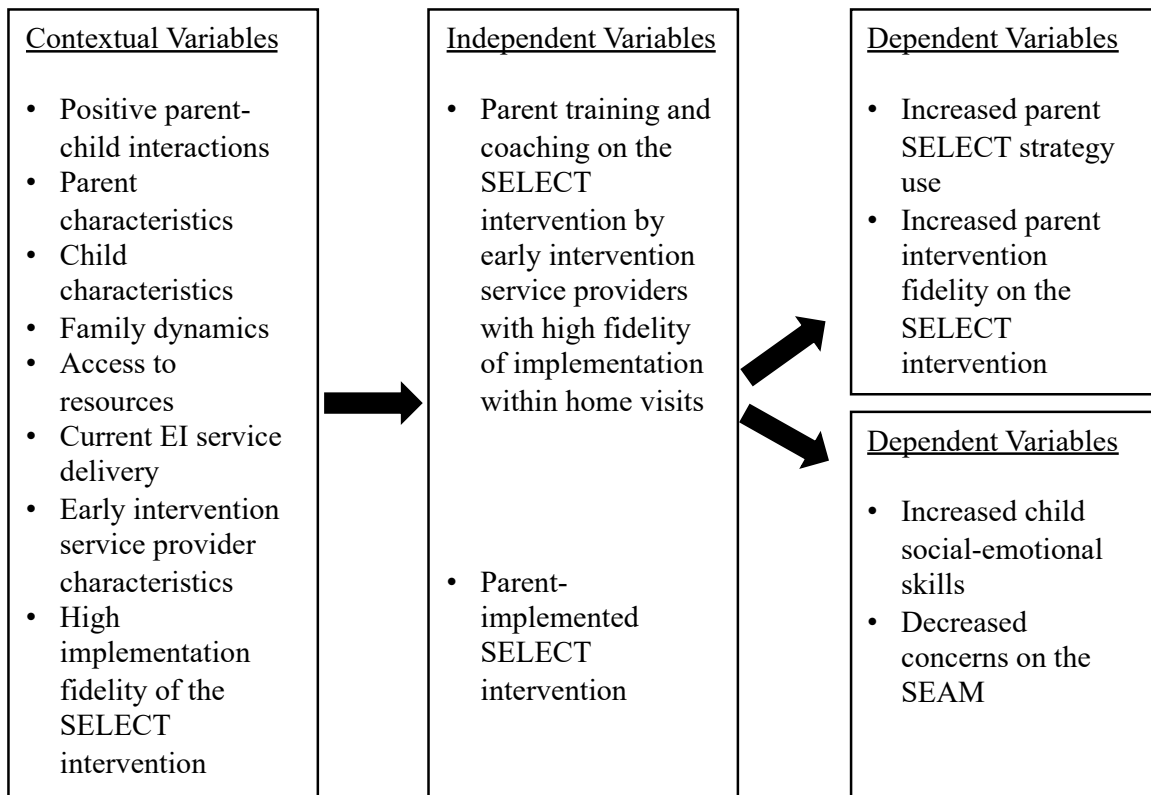 Contextual Variables
• Positive parent-
child interactions
• Parent
characteristics
• Child
characteristics
• Family dynamics
• Access to
resources
• Current EI service
delivery
• Early intervention
service provider
characteristics
• High
implementation
fidelity of the
SELECT
intervention
Independent Variables
• Parent training and
coaching on the
SELECT
intervention by
early intervention
service providers
with high fidelity
of implementation
within home visits
• Parent-
implemented
SELECT
intervention
Dependent Variables
• Increased parent
SELECT strategy
use
• Increased parent
intervention
fidelity on the
SELECT
intervention
Dependent Variables
• Increased child
social-emotional
skills
• Decreased
concerns on the
SEAM